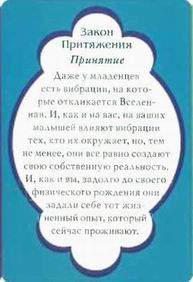 Закон
Притяжения
Принятие
Даже у младенцев
есть вибрации, на ко-
торые откликается Вселен-
ная. И, как и на вас, на ваших
малышей влияют вибрации
тех, кто их окружает, но, тем
не менее, они все равно создают
свою собственную реальность.
И, как и вы, задолго до своего
физического рождения они
задали себе тот жиз-
ненный опыт, который
сейчас проживают.